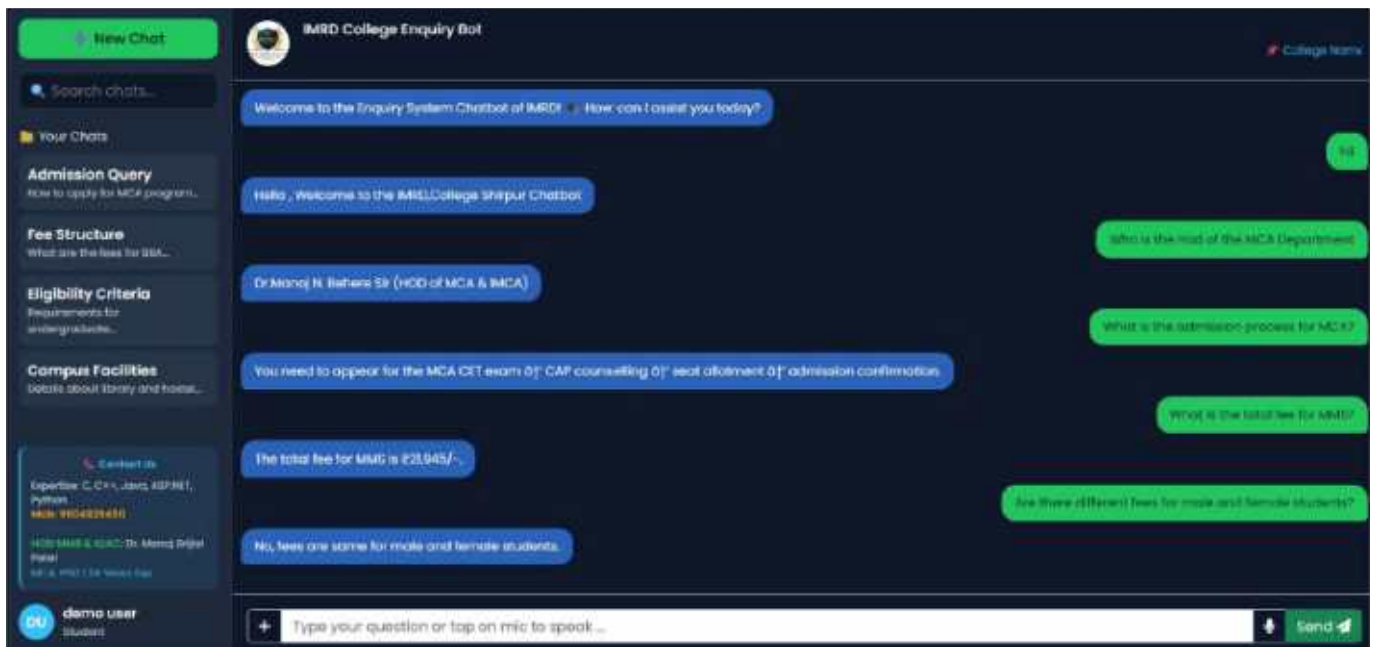 New Chat
Search chats...
Your Chats
Admission Query
How to apply for MCA program...
Fee Structure
What are the fees for BBA...
Eligibility Criteria
Requirements for
undergraduate...
Campus Facilities
Details about library and hostel...
Contact Us
Expertise: C, C++, Java, ASP.NET,
Python
Dr. Manoj
Patel
DU
demo user
Student
IMRD College Enquiry Bot
College Name
Welcome to the Enquiry System Chatbot of IMRD! How can I assist you today?
hi
Hello , Welcome to the IMRD,College Shirpur Chatbot
Who is the Hod of the MCA Department
Dr.Manoj N. Behere Sir (HOD of MCA & IMCA)
What is the admission process for MCA?
You need to appear for the MCA CET exam â†’ CAP counselling â†’ seat allotment â†’ admission confirmation.
What is the total fee for MMS?
The total fee for MMS is ₹21,945/-.
Are there different fees for male and female students?
No, fees are same for male and female students.
+
Type your question or tap on mic to speak ...
Send